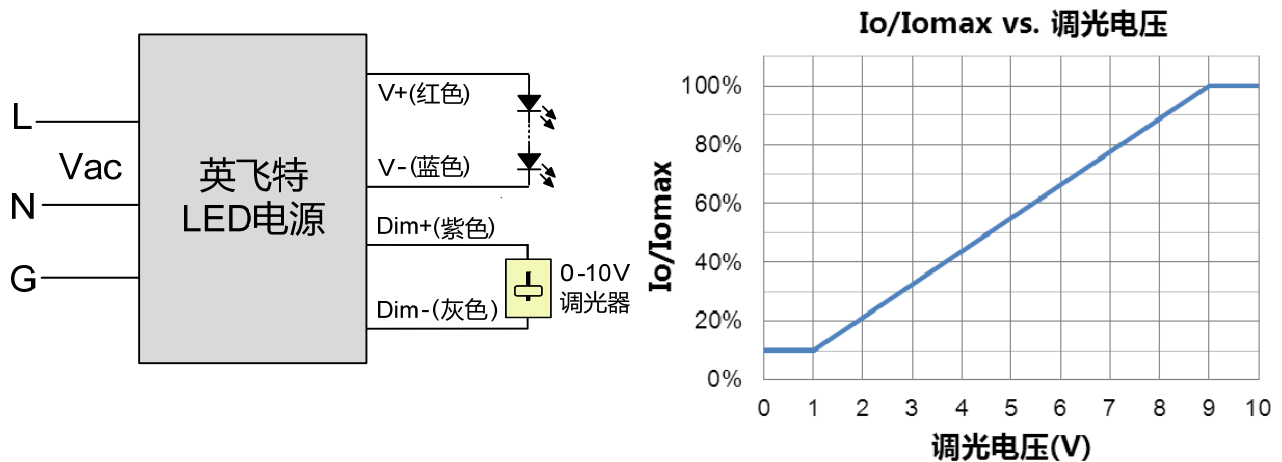 L
Vac
N
G
英飞特
LED电源
V+(红色)
V-(蓝色)
Dim+(紫色)
Dim-(灰色)
0-10V
调光器
Io/Iomax vs. 调光电压
Io/Iomax
100%
80%
60%
40%
20%
0%
0 1 2 3 4 5 6 7 8 9 10
调光电压(V)